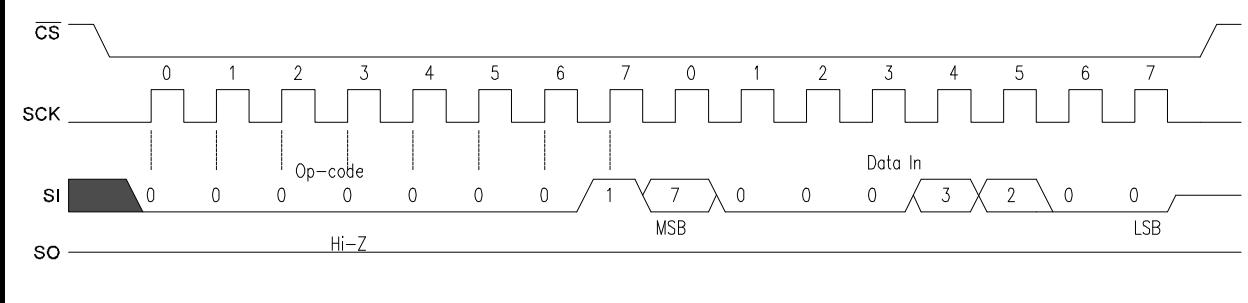 CS
0 1 2 3 4 5 6 7 0 1 2 3 4 5 6 7
SCK
Op-code Data In
SI 0 0 0 0 0 0 0 1 7 0 0 0 3 2 0 0
MSB LSB
Hi-Z
SO